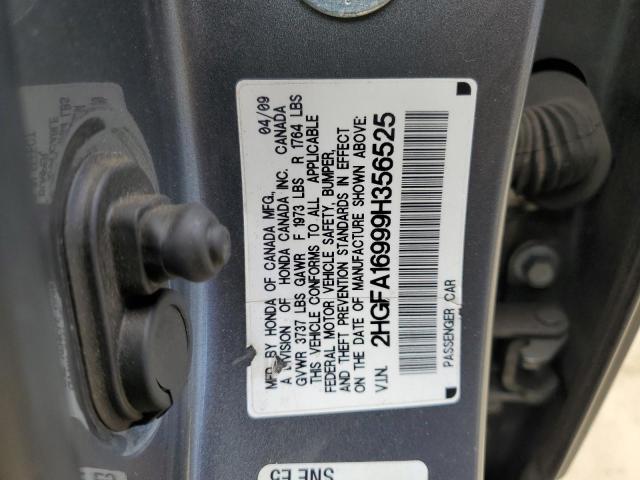 MFD. BY HONDA OF CANADA MFG., 04/09
A DIVISION OF HONDA CANADA INC. CANADA
GVWR 3737 LBS GAWR F 1973 LBS R 1764 LBS
THIS VEHICLE CONFORMS TO ALL APPLICABLE
FEDERAL MOTOR VEHICLE SAFETY, BUMPER,
AND THEFT PREVENTION STANDARDS IN EFFECT
ON THE DATE OF MANUFACTURE SHOWN ABOVE.
V.I.N. 2HGFA16999H356525
PASSENGER CAR